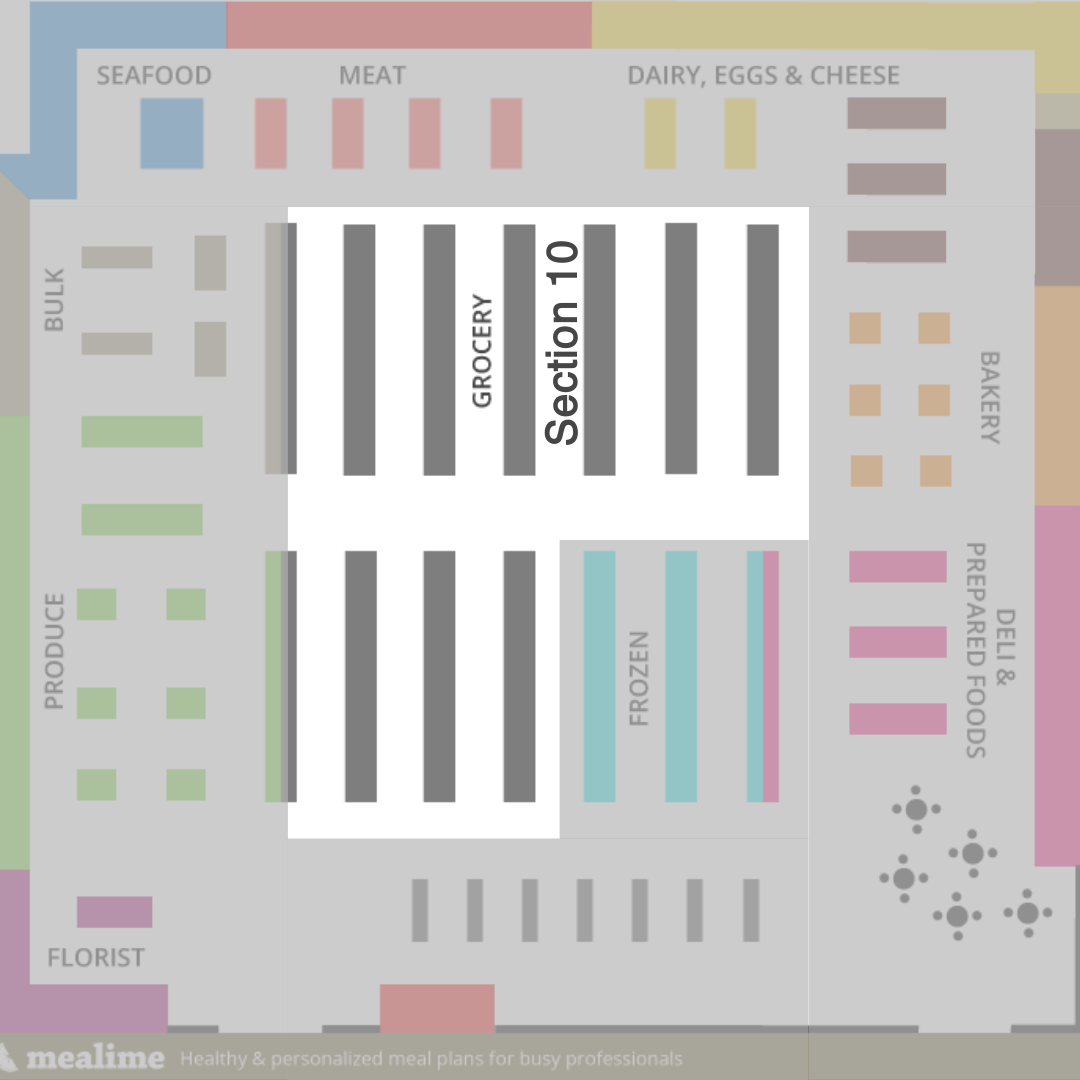 SEAFOOD
MEAT
DAIRY, EGGS & CHEESE
BULK
GROCERY
Section 10
BAKERY
PRODUCE
FROZEN
DELI &
PREPARED FOODS
FLORIST
mealime
Healthy & personalized meal plans for busy professionals